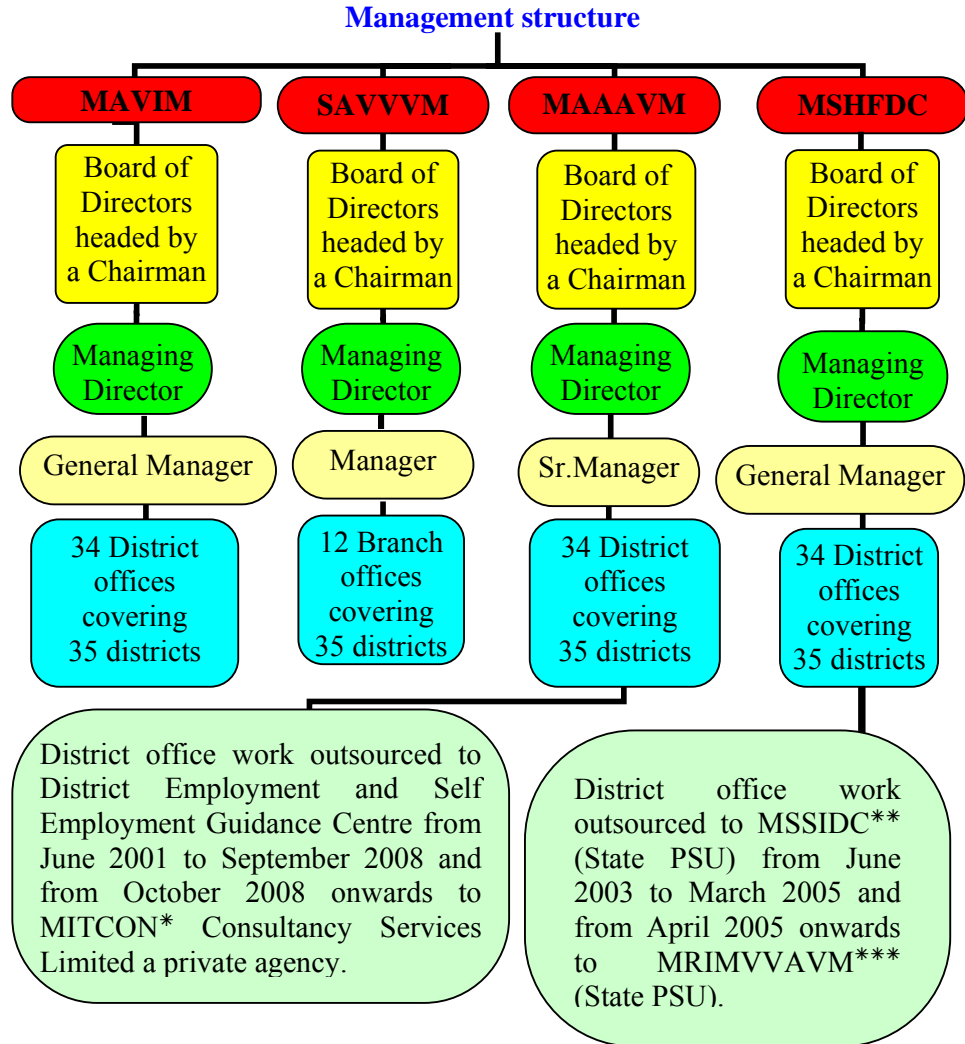 Management structure
MAVIM
SAVVVM
MAAAVM
MSHFDC
Board of
Directors
headed by
a Chairman
Board of
Directors
headed by
a Chairman
Board of
Directors
headed by
a Chairman
Board of
Directors
headed by
a Chairman
Managing
Director
Managing
Director
Managing
Director
Managing
Director
General Manager
Manager
Sr.Manager
General Manager
34 District
offices
covering
35 districts
12 Branch
offices
covering
35 districts
34 District
offices
covering
35 districts
34 District
offices
covering
35 districts
District office work outsourced to
District Employment and Self
Employment Guidance Centre from
June 2001 to September 2008 and
from October 2008 onwards to
MITCON* Consultancy Services
Limited a private agency.
District office work
outsourced to MSSIDC**
(State PSU) from June
2003 to March 2005 and
from April 2005 onwards
to MRIMVVAVM***
(State PSU).